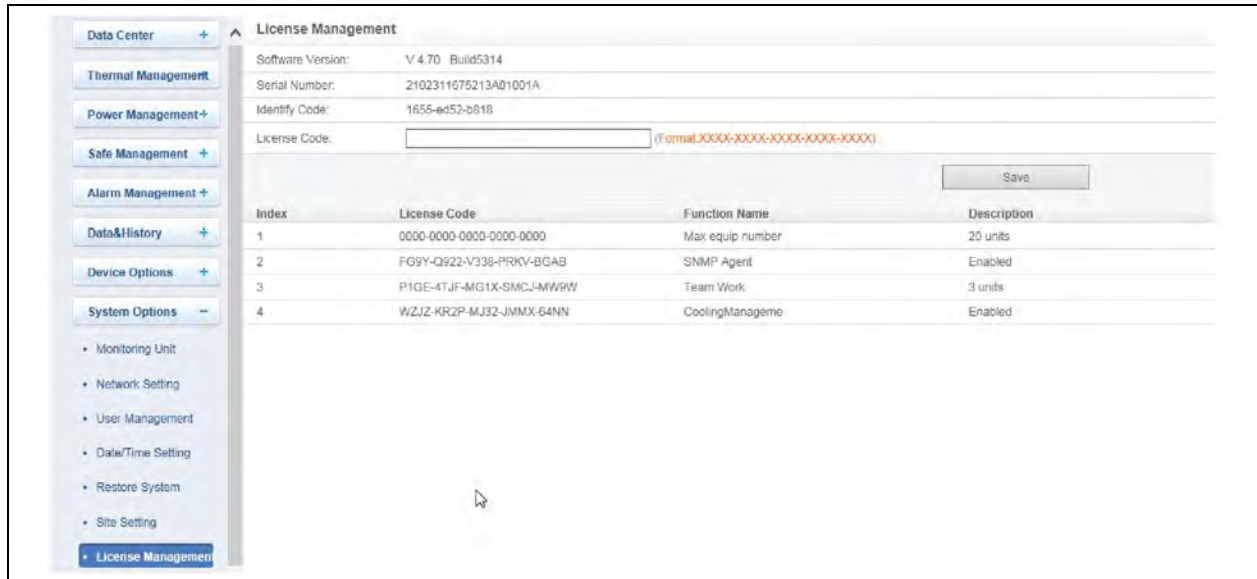 Data Center +
Thermal Management
Power Management+
Safe Management +
Alarm Management +
Data&History +
Device Options +
System Options −
• Monitoring Unit
• Network Setting
• User Management
• Date/Time Setting
• Restore System
• Site Setting
• License Management
License Management
Software Version: V 4.70 Build5314
Serial Number: 2102311675213A01001A
Identify Code: 1655-ed52-b818
License Code: (Format:XXXX-XXXX-XXXX-XXXX-XXXX)
Save
Index License Code Function Name Description
1 0000-0000-0000-0000-0000 Max equip number 20 units
2 FG9Y-Q922-V338-PRKV-BGAB SNMP Agent Enabled
3 P1GE-4TJF-MG1X-SMCJ-MW9W Team Work 3 units
4 WZJZ-KR2P-MJ32-JMMX-64NN CoolingManageme Enabled